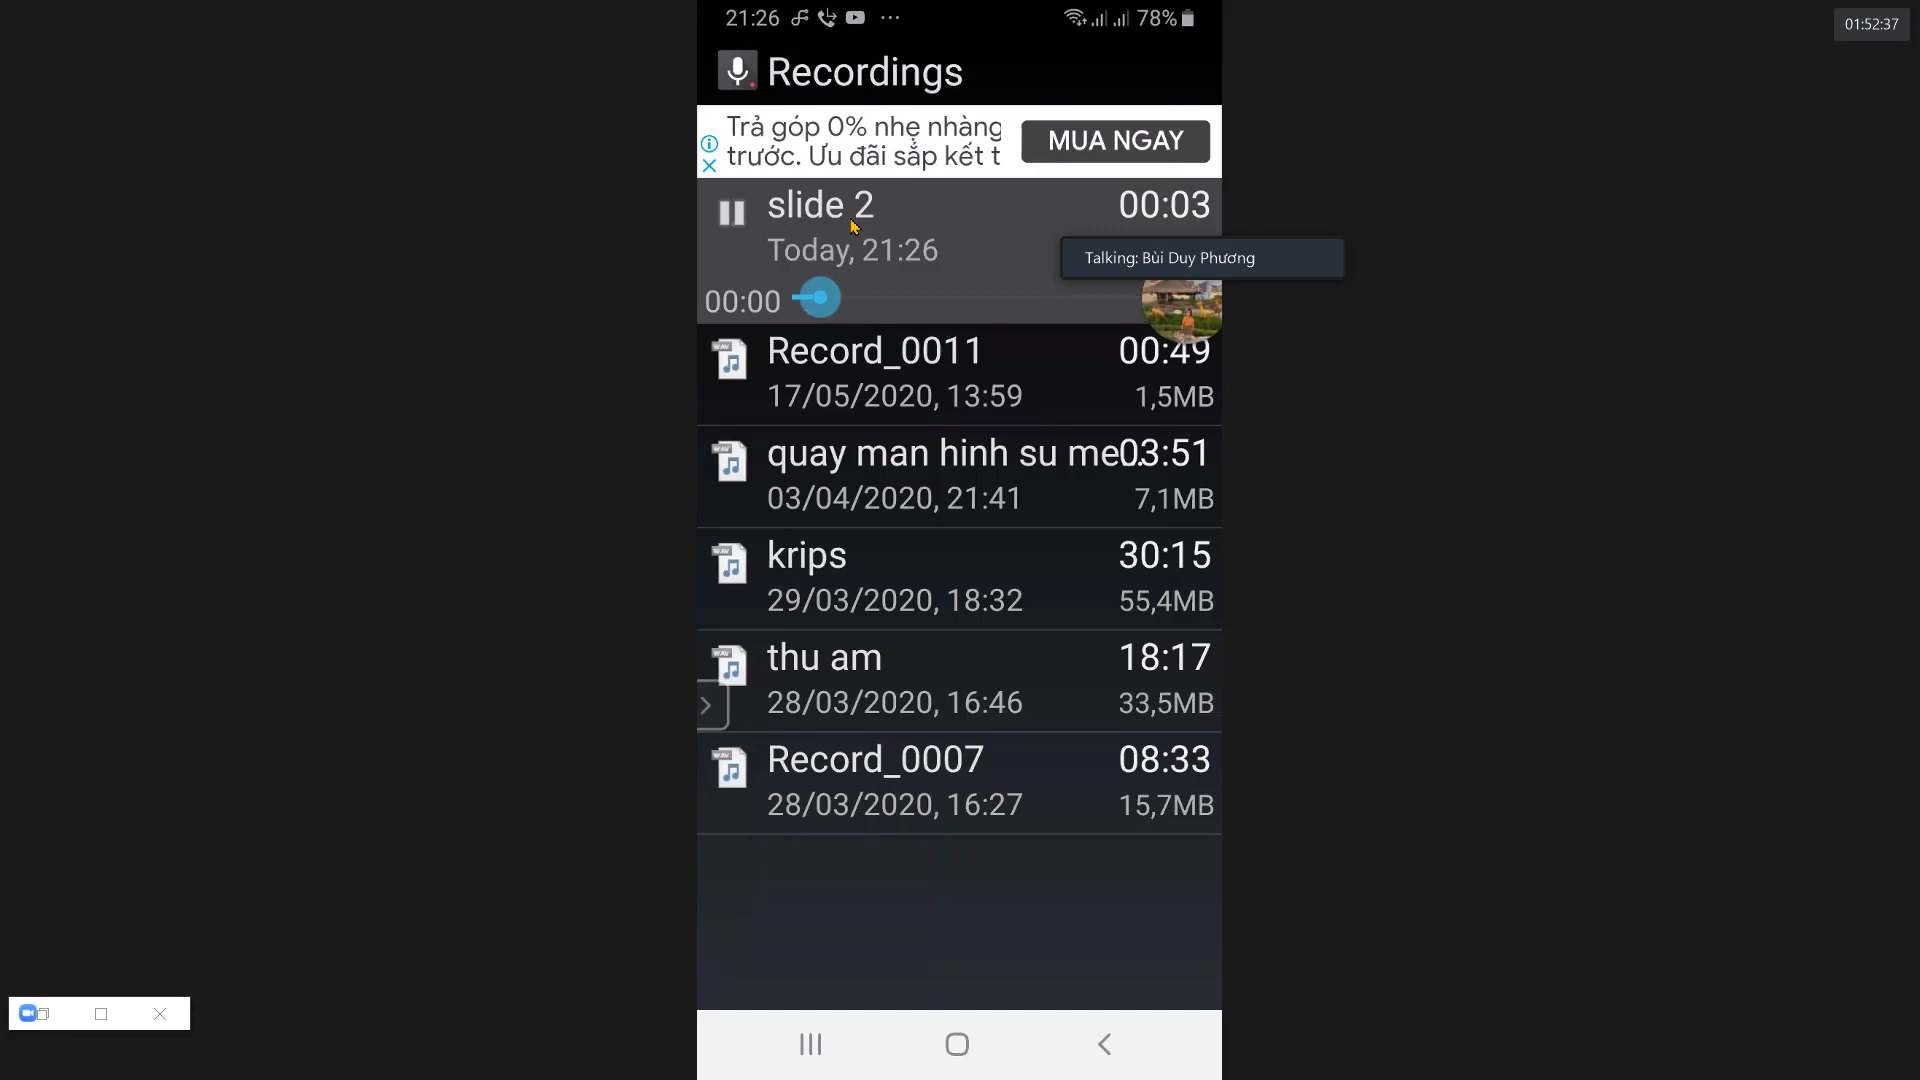 21:26
78%
01:52:37
Recordings
Trả góp 0% nhẹ nhàng
trước. Ưu đãi sắp kết t
MUA NGAY
slide 2
00:03
Today, 21:26
Talking: Bùi Duy Phương
00:00
Record_0011
00:49
17/05/2020, 13:59
1,5MB
quay man hinh su me..
03:51
03/04/2020, 21:41
7,1MB
krips
30:15
29/03/2020, 18:32
55,4MB
thu am
18:17
28/03/2020, 16:46
33,5MB
Record_0007
08:33
28/03/2020, 16:27
15,7MB